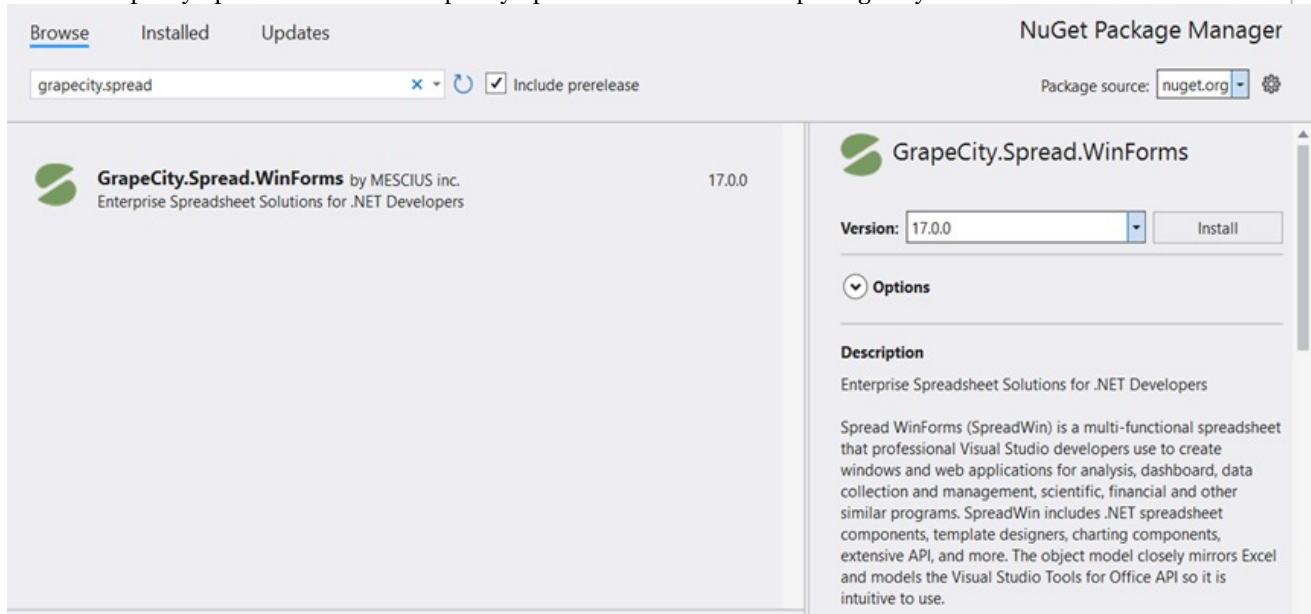 Browse Installed Updates NuGet Package Manager
grapecity.spread Include prerelease Package source: nuget.org
GrapeCity.Spread.WinForms by MESCIUS inc. 17.0.0
Enterprise Spreadsheet Solutions for .NET Developers
GrapeCity.Spread.WinForms
Version: 17.0.0 Install
Options
Description
Enterprise Spreadsheet Solutions for .NET Developers
Spread WinForms (SpreadWin) is a multi-functional spreadsheet
that professional Visual Studio developers use to create
windows and web applications for analysis, dashboard, data
collection and management, scientific, financial and other
similar programs. SpreadWin includes .NET spreadsheet
components, template designers, charting components,
extensive API, and more. The object model closely mirrors Excel
and models the Visual Studio Tools for Office API so it is
intuitive to use.